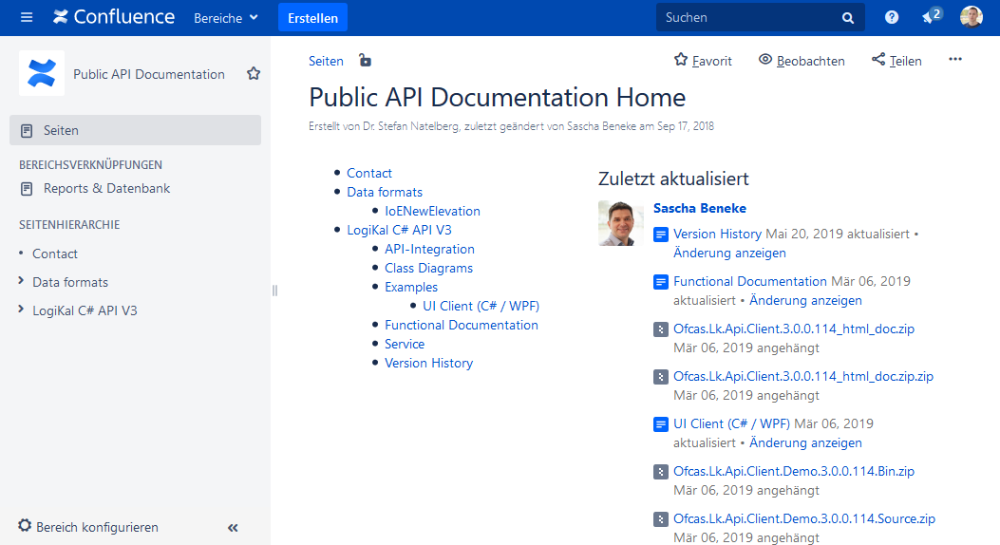 Confluence
Bereiche
Erstellen
Suchen
2
Public API Documentation
Seiten
BEREICHSVERKNÜPFUNGEN
Reports & Datenbank
SEITENHIERARCHIE
Contact
Data formats
LogiKal C# API V3
Bereich konfigurieren
Seiten
Favorit
Beobachten
Teilen
Public API Documentation Home
Erstellt von Dr. Stefan Natelberg, zuletzt geändert von Sascha Beneke am Sep 17, 2018
Contact
Data formats
IoENewElevation
LogiKal C# API V3
API-Integration
Class Diagrams
Examples
UI Client (C# / WPF)
Functional Documentation
Service
Version History
Zuletzt aktualisiert
Sascha Beneke
Version History Mai 20, 2019 aktualisiert •
Änderung anzeigen
Functional Documentation Mär 06, 2019
aktualisiert • Änderung anzeigen
Ofcas.Lk.Api.Client.3.0.0.114_html_doc.zip
Mär 06, 2019 angehängt
Ofcas.Lk.Api.Client.3.0.0.114_html_doc.zip.zip
Mär 06, 2019 angehängt
UI Client (C# / WPF) Mär 06, 2019
aktualisiert • Änderung anzeigen
Ofcas.Lk.Api.Client.Demo.3.0.0.114.Bin.zip
Mär 06, 2019 angehängt
Ofcas.Lk.Api.Client.Demo.3.0.0.114.Source.zip
Mär 06, 2019 angehängt